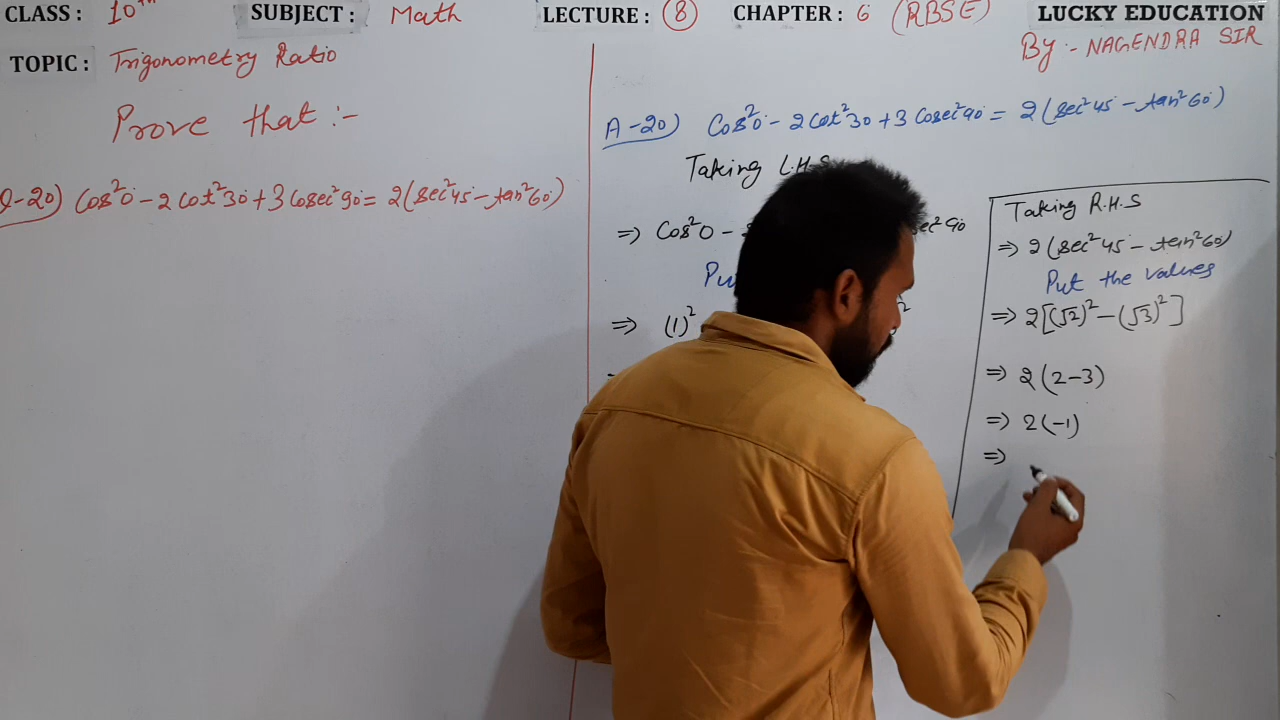 CLASS : 10th SUBJECT : Math LECTURE : 8 CHAPTER : 6 (RBSE) LUCKY EDUCATION
By :- NAGENDRA SIR
TOPIC : Trigonometry Ratio
Prove that :-
Q-20) Cos²0 - 2 cot²30 + 3 cosec²90 = 2(sec²45 - tan²60)
A-20) Cos²0 - 2cot²30 + 3 Cosec²90 = 2(sec²45 - tan²60)
Taking L.H.S
=> Cos²0 - sec²90
=> (1)²
Taking R.H.S
=> 2(sec²45 - tan²60)
Put the values
=> 2[(√2)² - (√3)²]
=> 2(2-3)
=> 2(-1)
=>